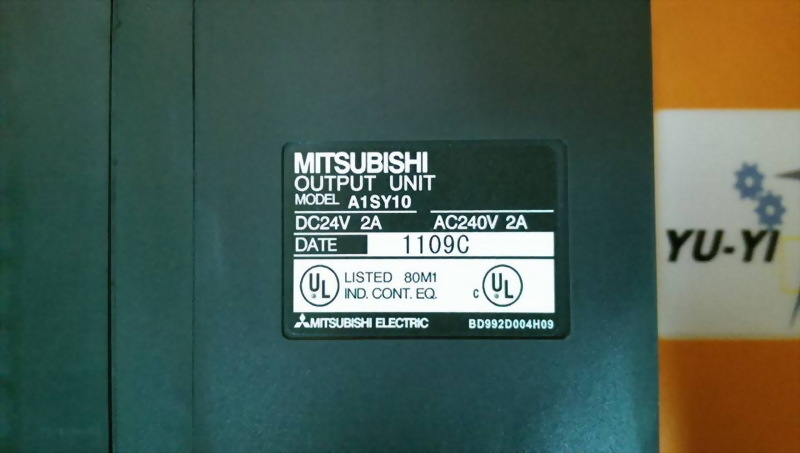 MITSUBISHI
OUTPUT UNIT
MODEL A1SY10
DC24V 2A AC240V 2A
DATE 1109C
UL LISTED 80M1 IND. CONT. EQ. c UL
MITSUBISHI ELECTRIC BD992D004H09
YU-YI